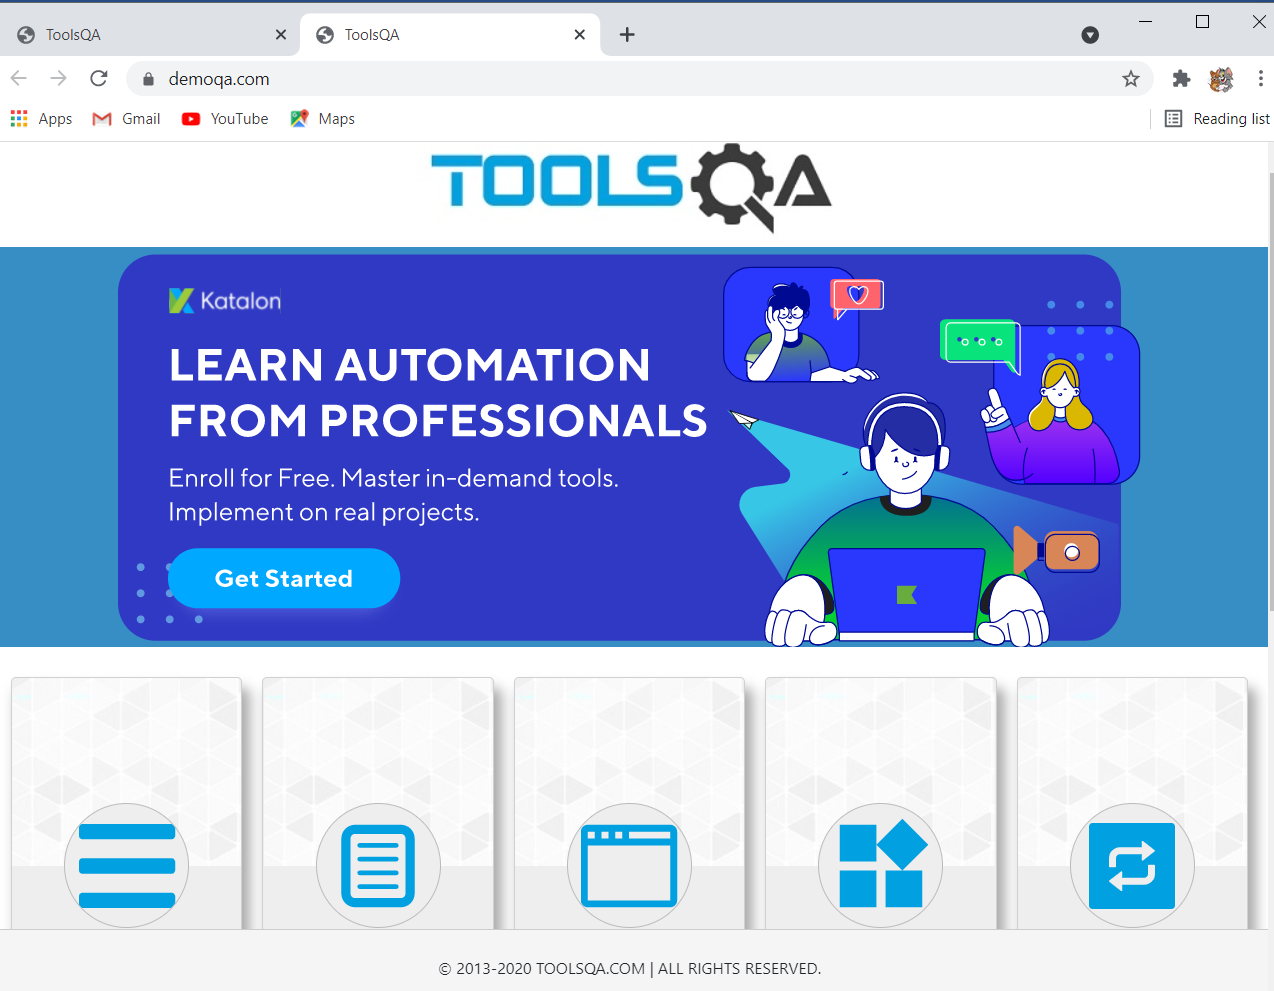 ToolsQA
ToolsQA
demoqa.com
Apps
Gmail
YouTube
Maps
Reading list
TOOLSQA
Katalon
LEARN AUTOMATION
FROM PROFESSIONALS
Enroll for Free. Master in-demand tools.
Implement on real projects.
Get Started
© 2013-2020 TOOLSQA.COM | ALL RIGHTS RESERVED.